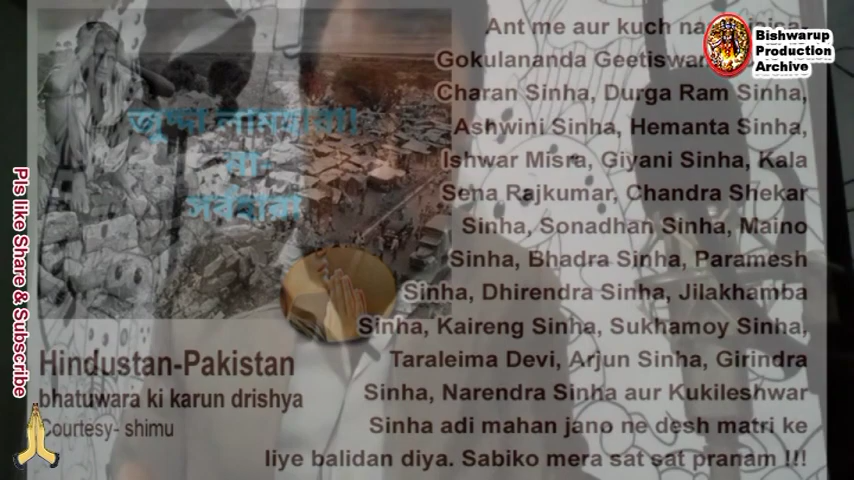 Ant me aur kuch
Gokulananda
Charan Sinha, Durga Ram Sinha,
Ashwini Sinha, Hemanta Sinha,
Ishwar Misra, Giyani Sinha, Kala
Sena Rajkumar, Chandra Shekar
Sinha, Sonadhan Sinha, Maino
Sinha, Bhadra Sinha, Paramesh
Sinha, Dhirendra Sinha, Jilakhamba
Sinha, Kaireng Sinha, Sukhamoy Sinha,
Taraleima Devi, Arjun Sinha, Girindra
Sinha, Narendra Sinha aur Kukileshwar
Sinha adi mahan jano ne desh matri ke
liye balidan diya. Sabiko mera sat sat pranam !!!
সর্বহারা
Hindustan-Pakistan
bhatuwara ki karun drishya
Courtesy- shimu
Bishwarup
Production
Archive
Pls like Share & Subscribe